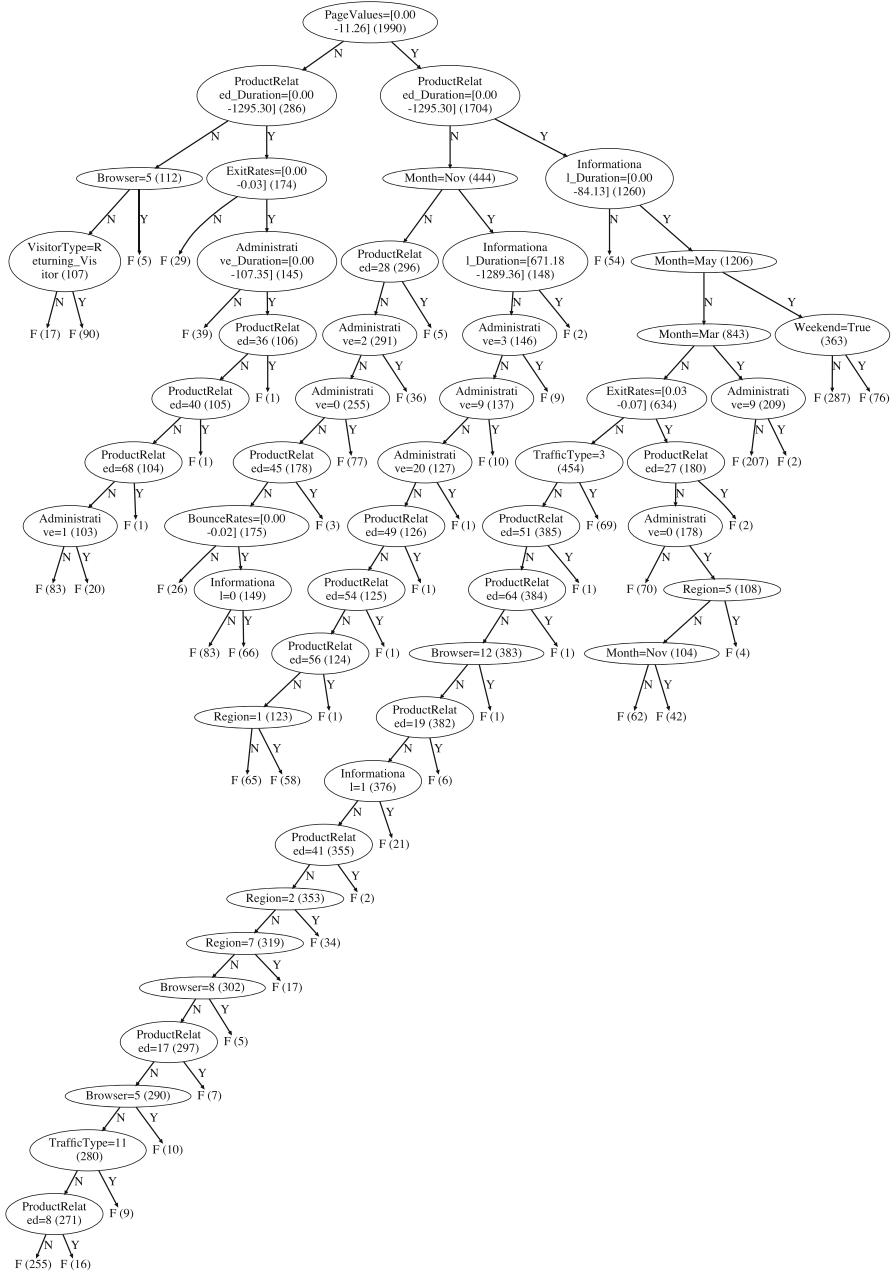 PageValues=[0.00
-11.26] (1990)
N
Y
ProductRelat
ed_Duration=[0.00
-1295.30] (286)
ProductRelat
ed_Duration=[0.00
-1295.30] (1704)
N
Y
N
Y
Browser=5 (112)
ExitRates=[0.00
-0.03] (174)
Month=Nov (444)
Informationa
l_Duration=[0.00
-84.13] (1260)
N
Y
N
Y
N
Y
N
Y
VisitorType=R
eturning_Vis
itor (107)
F (5)
F (29)
Administrati
ve_Duration=[0.00
-107.35] (145)
ProductRelat
ed=28 (296)
Informationa
l_Duration=[671.18
-1289.36] (148)
F (54)
Month=May (1206)
N
Y
N
Y
N
Y
N
Y
N
Y
F (17)
F (90)
F (39)
ProductRelat
ed=36 (106)
Administrati
ve=2 (291)
F (5)
Administrati
ve=3 (146)
F (2)
Month=Mar (843)
Weekend=True
(363)
N
Y
N
Y
N
Y
N
Y
N
Y
ProductRelat
ed=40 (105)
F (1)
Administrati
ve=0 (255)
F (36)
Administrati
ve=9 (137)
F (9)
ExitRates=[0.03
-0.07] (634)
Administrati
ve=9 (209)
F (287)
F (76)
N
Y
N
Y
N
Y
N
Y
N
Y
ProductRelat
ed=68 (104)
F (1)
ProductRelat
ed=45 (178)
F (77)
Administrati
ve=20 (127)
F (10)
TrafficType=3
(454)
ProductRelat
ed=27 (180)
F (207)
F (2)
N
Y
N
Y
N
Y
N
Y
N
Y
Administrati
ve=1 (103)
F (1)
BounceRates=[0.00
-0.02] (175)
F (3)
ProductRelat
ed=49 (126)
F (1)
ProductRelat
ed=51 (385)
F (69)
Administrati
ve=0 (178)
F (2)
N
Y
N
Y
N
Y
N
Y
N
Y
F (83)
F (20)
F (26)
Informationa
l=0 (149)
ProductRelat
ed=54 (125)
F (1)
ProductRelat
ed=64 (384)
F (1)
F (70)
Region=5 (108)
N
Y
N
Y
N
Y
N
Y
F (83)
F (66)
ProductRelat
ed=56 (124)
F (1)
Browser=12 (383)
F (1)
Month=Nov (104)
F (4)
N
Y
N
Y
N
Y
Region=1 (123)
F (1)
ProductRelat
ed=19 (382)
F (1)
F (62)
F (42)
N
Y
N
Y
F (65)
F (58)
Informationa
l=1 (376)
F (6)
N
Y
ProductRelat
ed=41 (355)
F (21)
N
Y
Region=2 (353)
F (2)
N
Y
Region=7 (319)
F (34)
N
Y
Browser=8 (302)
F (17)
N
Y
ProductRelat
ed=17 (297)
F (5)
N
Y
Browser=5 (290)
F (7)
N
Y
TrafficType=11
(280)
F (10)
N
Y
ProductRelat
ed=8 (271)
F (9)
N
Y
F (255)
F (16)